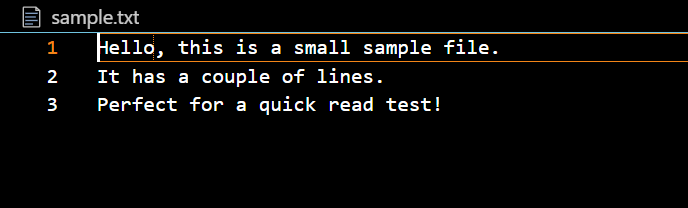 sample.txt
1 Hello, this is a small sample file.
2 It has a couple of lines.
3 Perfect for a quick read test!